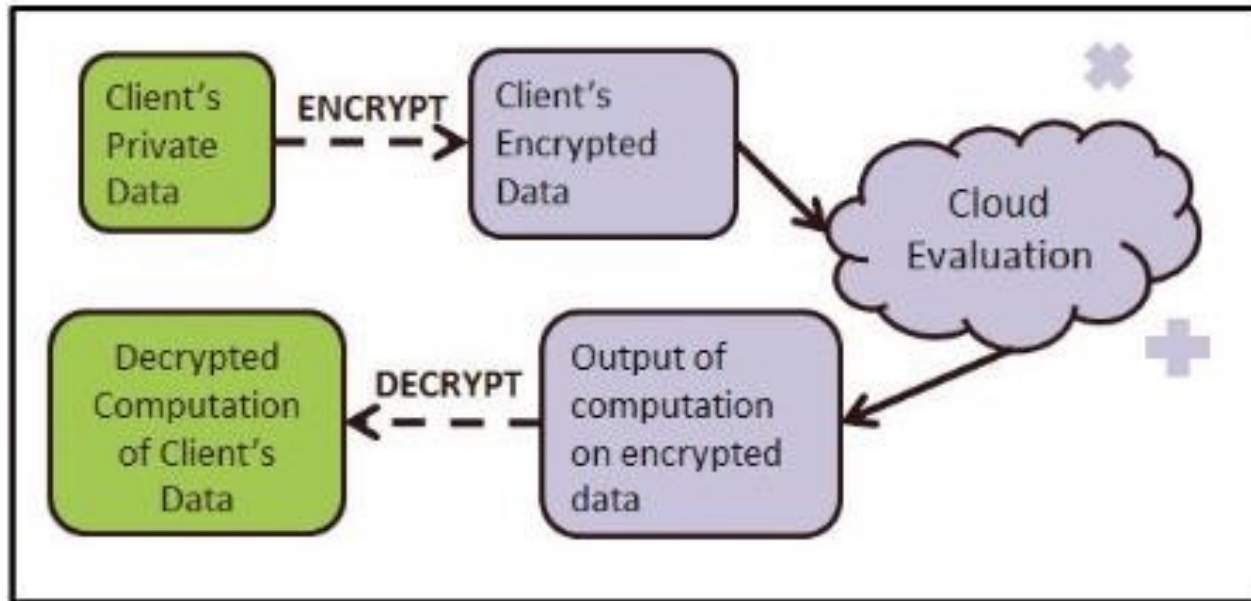 Client's
Private
Data
ENCRYPT
Client's
Encrypted
Data
Cloud
Evaluation
Decrypted
Computation
of Client's
Data
DECRYPT
Output of
computation
on encrypted
data